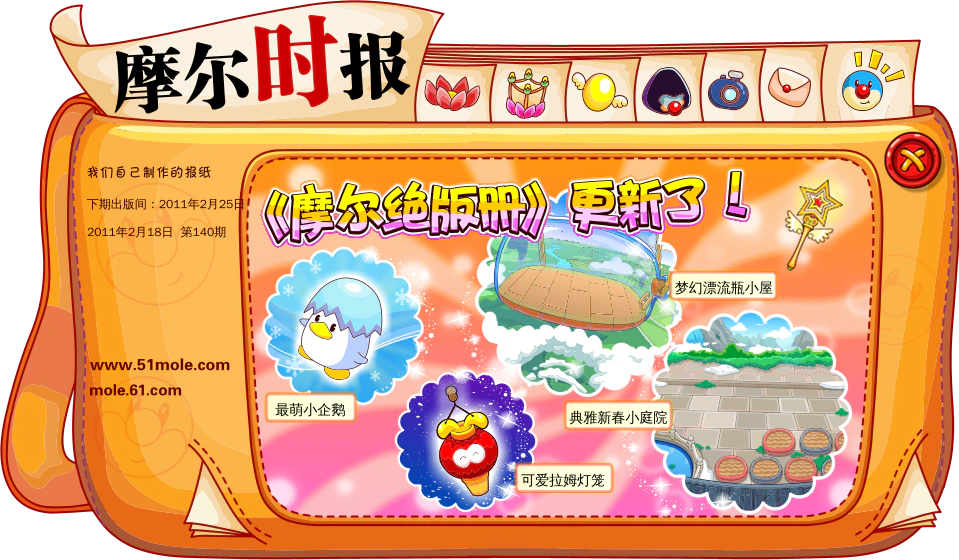 摩尔时报
我们自己制作的报纸
下期出版间：2011年2月25日
2011年2月18日 第140期
www.51mole.com
mole.61.com
《摩尔绝版册》更新了！
梦幻漂流瓶小屋
最萌小企鹅
典雅新春小庭院
可爱拉姆灯笼